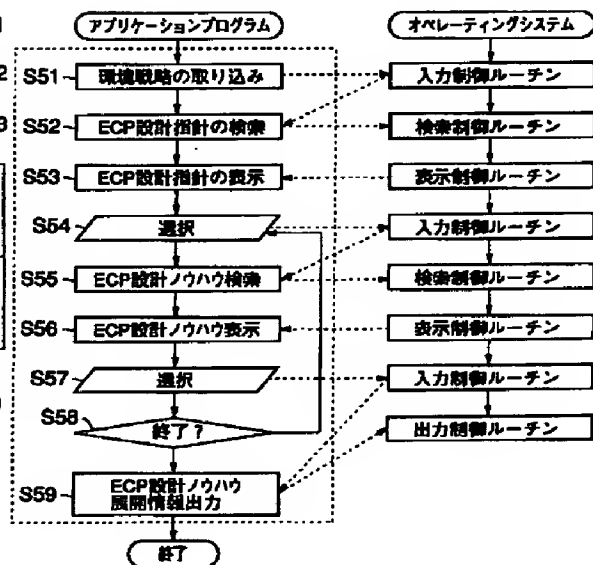 アプリケーションプログラム
オペレーティングシステム
S51
環境戦略の取り込み
入力制御ルーチン
S52
ECP設計指針の検索
検索制御ルーチン
S53
ECP設計指針の表示
表示制御ルーチン
S54
選択
入力制御ルーチン
S55
ECP設計ノウハウ検索
検索制御ルーチン
S56
ECP設計ノウハウ表示
表示制御ルーチン
S57
選択
入力制御ルーチン
S58
終了?
出力制御ルーチン
S59
ECP設計ノウハウ
展開情報出力
終了